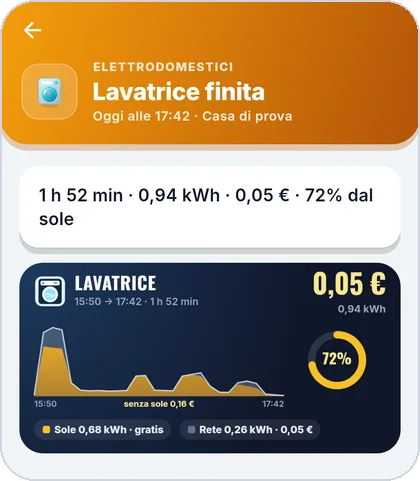 ELETTRODOMESTICI
Lavatrice finita
Oggi alle 17:42 · Casa di prova
1 h 52 min · 0,94 kWh · 0,05 € · 72% dal
sole
LAVATRICE
15:50 → 17:42 · 1 h 52 min
0,05 €
0,94 kWh
72%
15:50
senza sole 0,16 €
17:42
Sole 0,68 kWh · gratis
Rete 0,26 kWh · 0,05 €